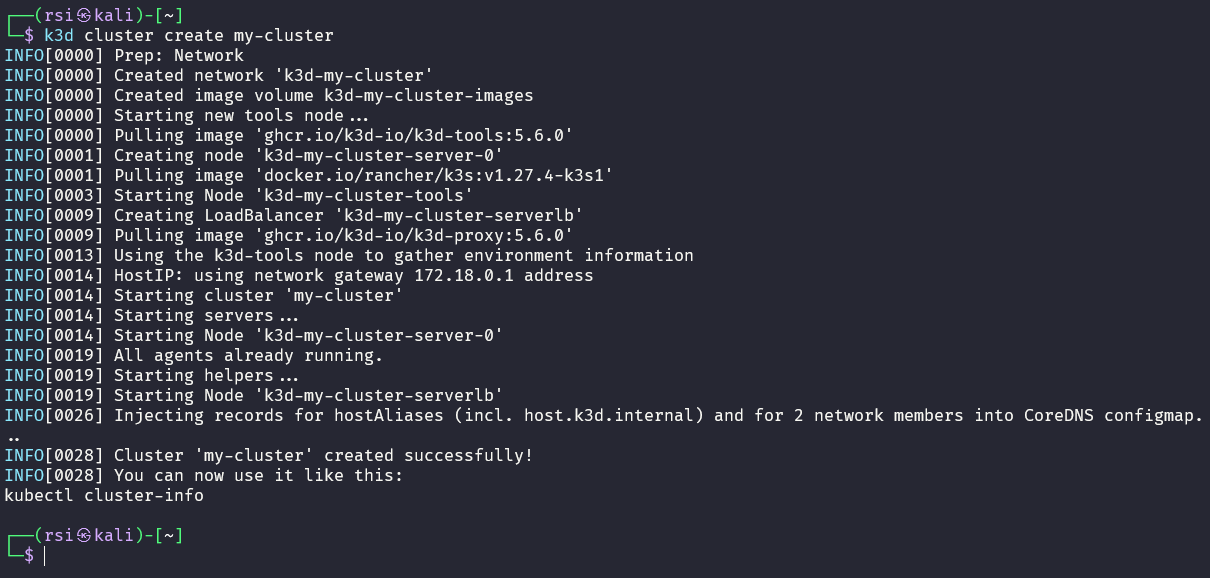 ┌──(rsi㉿kali)-[~]
└─$ k3d cluster create my-cluster
INFO[0000] Prep: Network
INFO[0000] Created network 'k3d-my-cluster'
INFO[0000] Created image volume k3d-my-cluster-images
INFO[0000] Starting new tools node...
INFO[0000] Pulling image 'ghcr.io/k3d-io/k3d-tools:5.6.0'
INFO[0001] Creating node 'k3d-my-cluster-server-0'
INFO[0001] Pulling image 'docker.io/rancher/k3s:v1.27.4-k3s1'
INFO[0003] Starting Node 'k3d-my-cluster-tools'
INFO[0009] Creating LoadBalancer 'k3d-my-cluster-serverlb'
INFO[0009] Pulling image 'ghcr.io/k3d-io/k3d-proxy:5.6.0'
INFO[0013] Using the k3d-tools node to gather environment information
INFO[0014] HostIP: using network gateway 172.18.0.1 address
INFO[0014] Starting cluster 'my-cluster'
INFO[0014] Starting servers...
INFO[0014] Starting Node 'k3d-my-cluster-server-0'
INFO[0019] All agents already running.
INFO[0019] Starting helpers...
INFO[0019] Starting Node 'k3d-my-cluster-serverlb'
INFO[0026] Injecting records for hostAliases (incl. host.k3d.internal) and for 2 network members into CoreDNS configmap.
..
INFO[0028] Cluster 'my-cluster' created successfully!
INFO[0028] You can now use it like this:
kubectl cluster-info
┌──(rsi㉿kali)-[~]
└─$